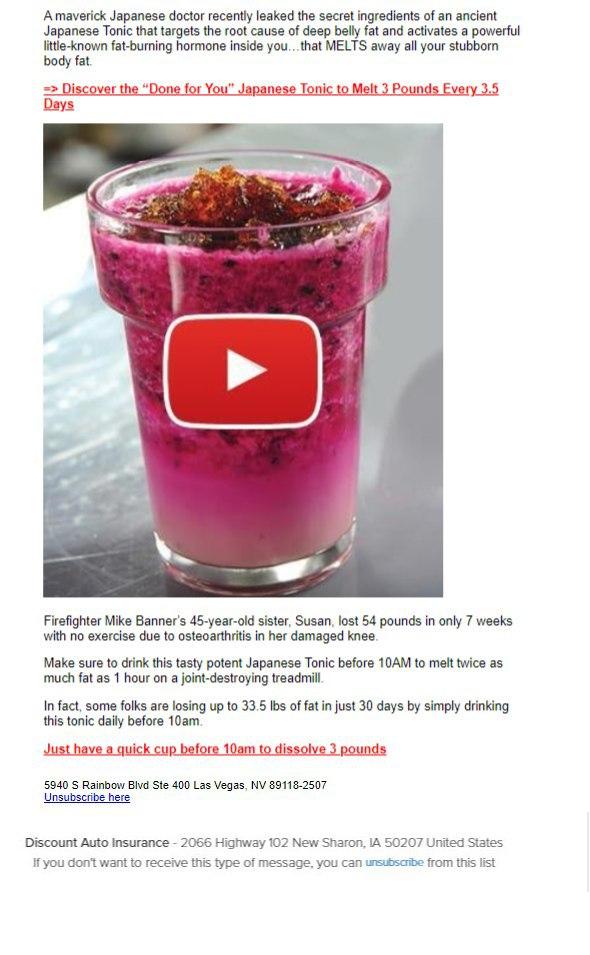 A maverick Japanese doctor recently leaked the secret ingredients of an ancient
Japanese Tonic that targets the root cause of deep belly fat and activates a powerful
little-known fat-burning hormone inside you…that MELTS away all your stubborn
body fat.
=> Discover the “Done for You” Japanese Tonic to Melt 3 Pounds Every 3.5
Days
Firefighter Mike Banner's 45-year-old sister, Susan, lost 54 pounds in only 7 weeks
with no exercise due to osteoarthritis in her damaged knee.
Make sure to drink this tasty potent Japanese Tonic before 10AM to melt twice as
much fat as 1 hour on a joint-destroying treadmill.
In fact, some folks are losing up to 33.5 lbs of fat in just 30 days by simply drinking
this tonic daily before 10am.
Just have a quick cup before 10am to dissolve 3 pounds
5940 S Rainbow Blvd Ste 400 Las Vegas, NV 89118-2507
Unsubscribe here
Discount Auto Insurance - 2066 Highway 102 New Sharon, IA 50207 United States
If you don't want to receive this type of message, you can unsubscribe from this list